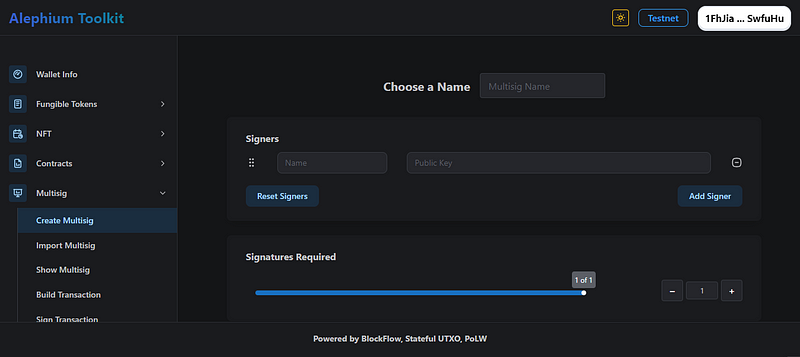 Alephium Toolkit
Testnet
1FhJia ... SwfuHu
Wallet Info
Fungible Tokens
NFT
Contracts
Multisig
Create Multisig
Import Multisig
Show Multisig
Build Transaction
Sign Transaction
Choose a Name
Multisig Name
Signers
Name
Public Key
Reset Signers
Add Signer
Signatures Required
1 of 1
1
Powered by BlockFlow, Stateful UTXO, PoLW